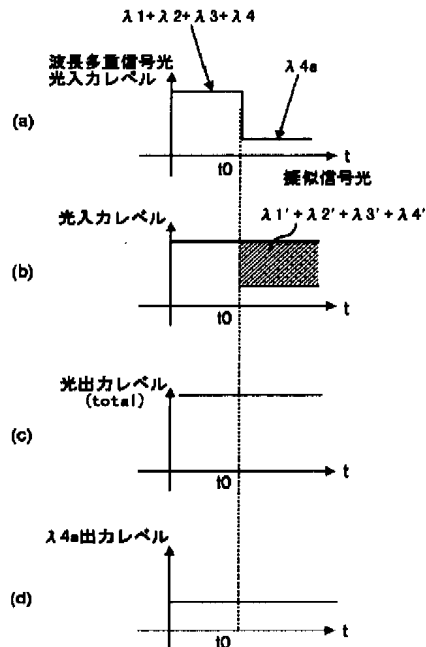 λ1+λ2+λ3+λ4
波長多重信号光
光入力レベル
λ4a
(a)
t0
t
擬似信号光
光入力レベル
λ1'+λ2'+λ3'+λ4'
(b)
t0
t
光出力レベル
(total)
(c)
t0
t
λ4a出力レベル
(d)
t0
t